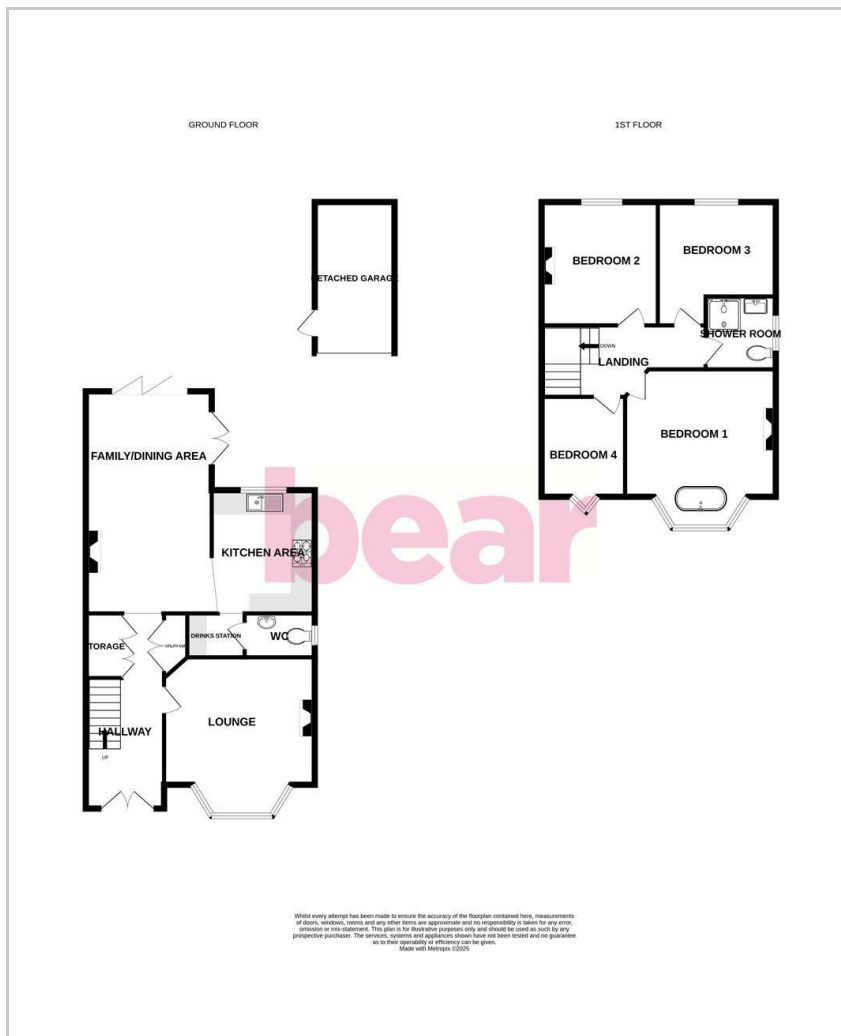 GROUND FLOOR
1ST FLOOR
DETACHED GARAGE
BEDROOM 2
BEDROOM 3
SHOWER ROOM
DOWN
LANDING
BEDROOM 4
BEDROOM 1
FAMILY/DINING AREA
KITCHEN AREA
bear
DRINKS STATION
WC
STORAGE
UTILITY CUP
LOUNGE
HALLWAY
UP
Whilst every attempt has been made to ensure the accuracy of the floorplan contained here, measurements
of doors, windows, rooms and any other items are approximate and no responsibility is taken for any error,
omission or mis-statement. This plan is for illustrative purposes only and should be used as such by any
prospective purchaser. The services, systems and appliances shown have not been tested and no guarantee
as to their operability or efficiency can be given.
Made with Metropix ©2025